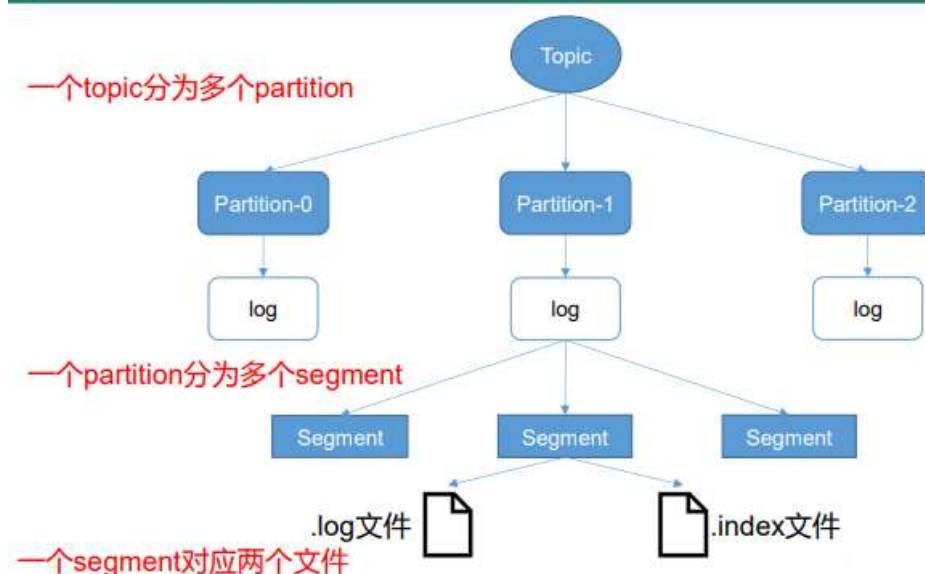 Topic
一个topic分为多个partition
Partition-0
Partition-1
Partition-2
log
log
log
一个partition分为多个segment
Segment
Segment
Segment
.log文件
.index文件
一个segment对应两个文件